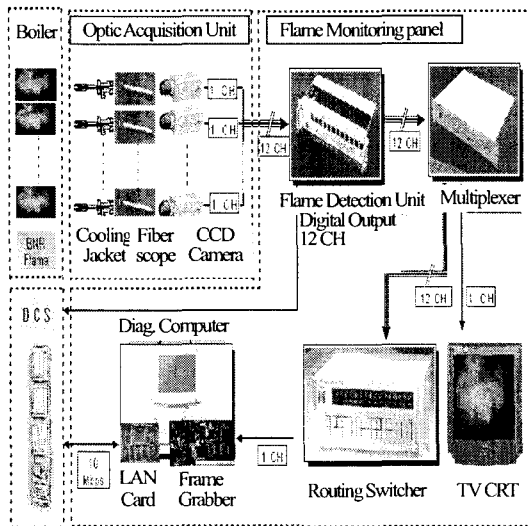 Boiler
Optic Acquisition Unit
Flame Monitoring panel
1 CH
1 CH
1 CH
12 CH
12 CH
BNR
Flama
Cooling
Jacket
Fiber
scope
CCD
Camera
Flame Detection Unit
Digital Output
12 CH
Multiplexer
12 CH
1 CH
DCS
Diag. Computer
10
Mbps
LAN
Card
Frame
Grabber
1 CH
Routing Switcher
TV CRT